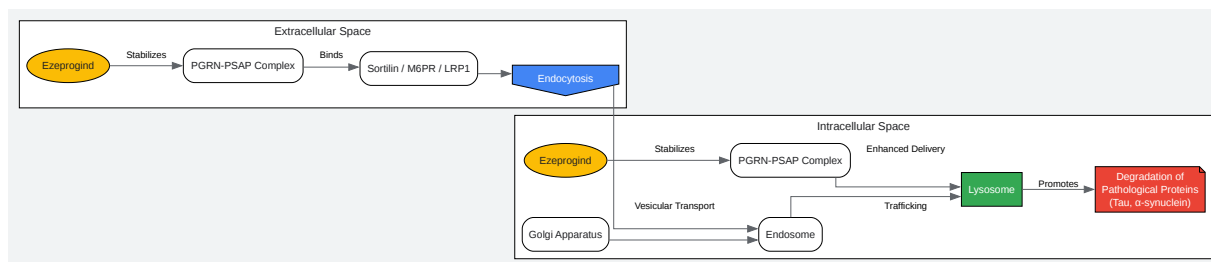 Extracellular Space
Ezeprogind
Stabilizes
PGRN-PSAP Complex
Binds
Sortilin / M6PR / LRP1
Endocytosis
Intracellular Space
Ezeprogind
Stabilizes
PGRN-PSAP Complex
Enhanced Delivery
Lysosome
Promotes
Degradation of
Pathological Proteins
(Tau, α-synuclein)
Vesicular Transport
Trafficking
Golgi Apparatus
Endosome